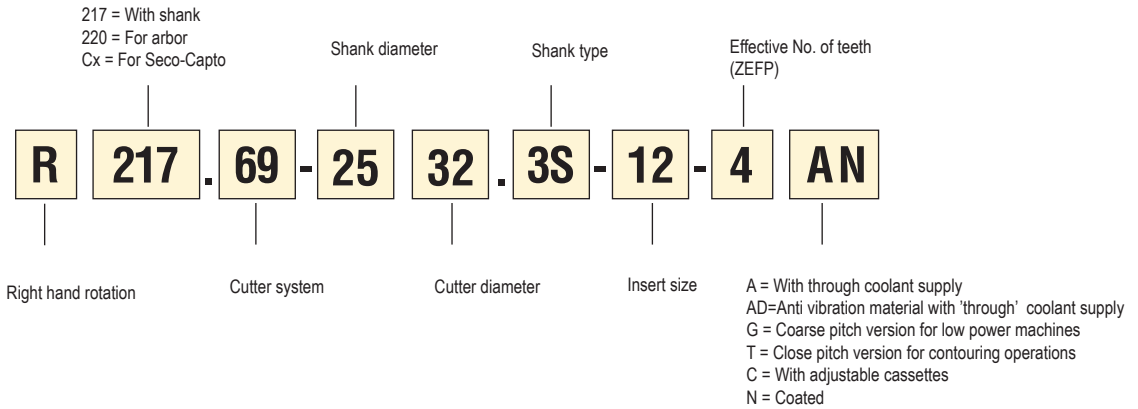 217 = With shank
220 = For arbor
Cx = For Seco-Capto
Shank diameter
Shank type
Effective No. of teeth
(ZEFP)
R 217 . 69 - 25 32 . 3S - 12 - 4 AN
Right hand rotation
Cutter system
Cutter diameter
Insert size
A = With through coolant supply
AD=Anti vibration material with 'through' coolant supply
G = Coarse pitch version for low power machines
T = Close pitch version for contouring operations
C = With adjustable cassettes
N = Coated